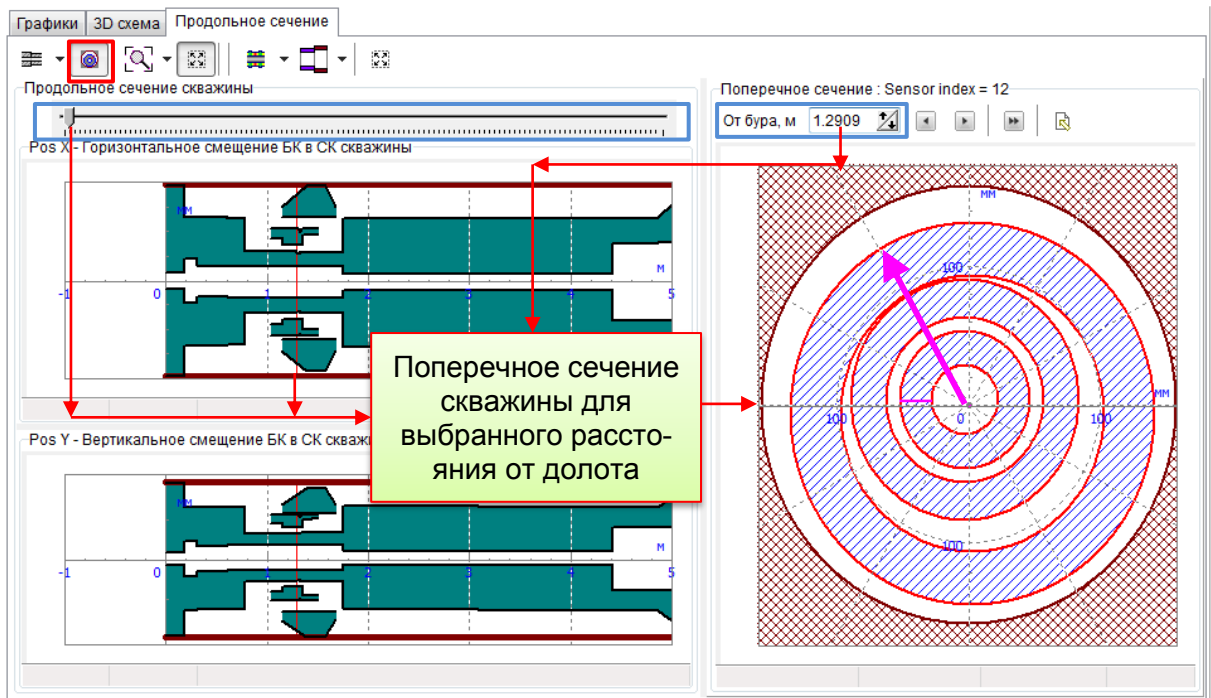 Графики 3D схема Продольное сечение
Продольное сечение скважины
Pos X - Горизонтальное смещение БК в СК скважины
мм
м
-1 0 1 2 3 4 5
Pos Y - Вертикальное смещение БК в СК скваж
мм
м
-1 0 1 2 3 4 5
Поперечное сечение
скважины для
выбранного рассто-
яния от долота
Поперечное сечение : Sensor index = 12
От бура, м 1.2909
мм
100
мм
100 0 100
100